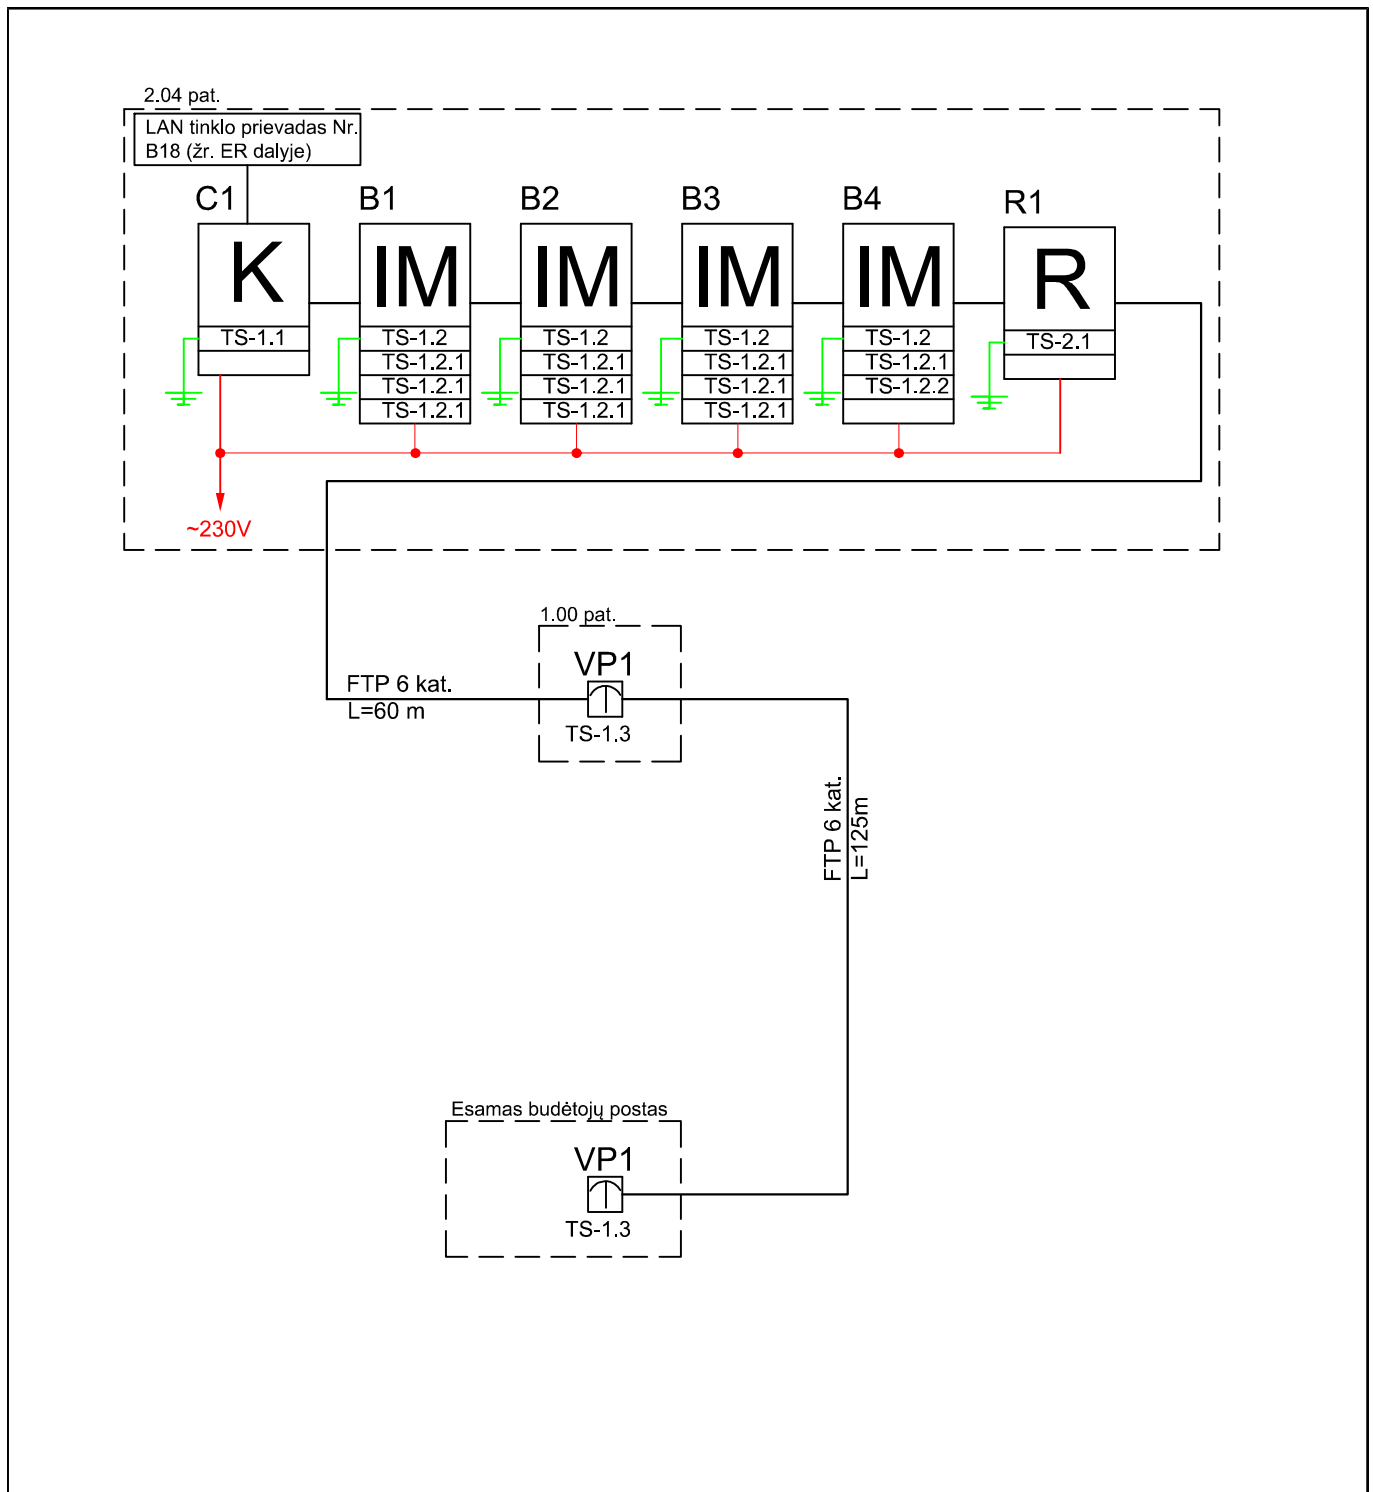 2.04 pat.
LAN tinklo prievadas Nr.
B18 (žr. ER dalyje)
C1
B1
B2
B3
B4
R1
K
IM
IM
IM
IM
R
TS-1.1
TS-1.2
TS-1.2.1
TS-1.2.1
TS-1.2.1
TS-1.2
TS-1.2.1
TS-1.2.1
TS-1.2.1
TS-1.2
TS-1.2.1
TS-1.2.1
TS-1.2.1
TS-1.2
TS-1.2.1
TS-1.2.2
TS-2.1
~230V
1.00 pat.
VP1
TS-1.3
FTP 6 kat.
L=60 m
FTP 6 kat.
L=125m
Esamas budėtojų postas
VP1
TS-1.3